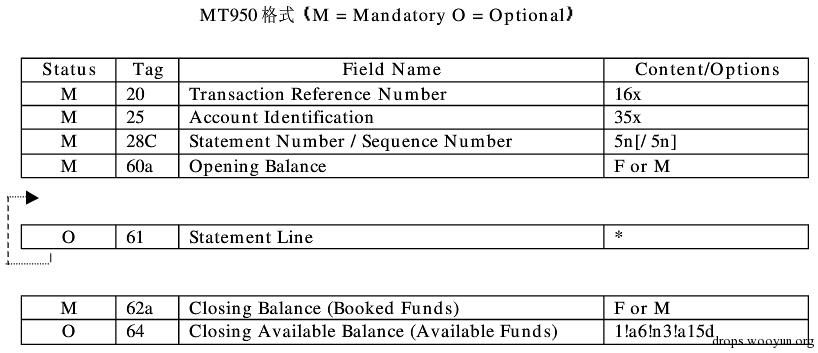 MT950 格式（M = Mandatory O = Optional）
Status Tag Field Name Content/Options
M 20 Transaction Reference Number 16x
M 25 Account Identification 35x
M 28C Statement Number / Sequence Number 5n[/ 5n]
M 60a Opening Balance F or M
O 61 Statement Line *
M 62a Closing Balance (Booked Funds) F or M
O 64 Closing Available Balance (Available Funds) 1!a6!n3!a15d
drops.wooyun.org